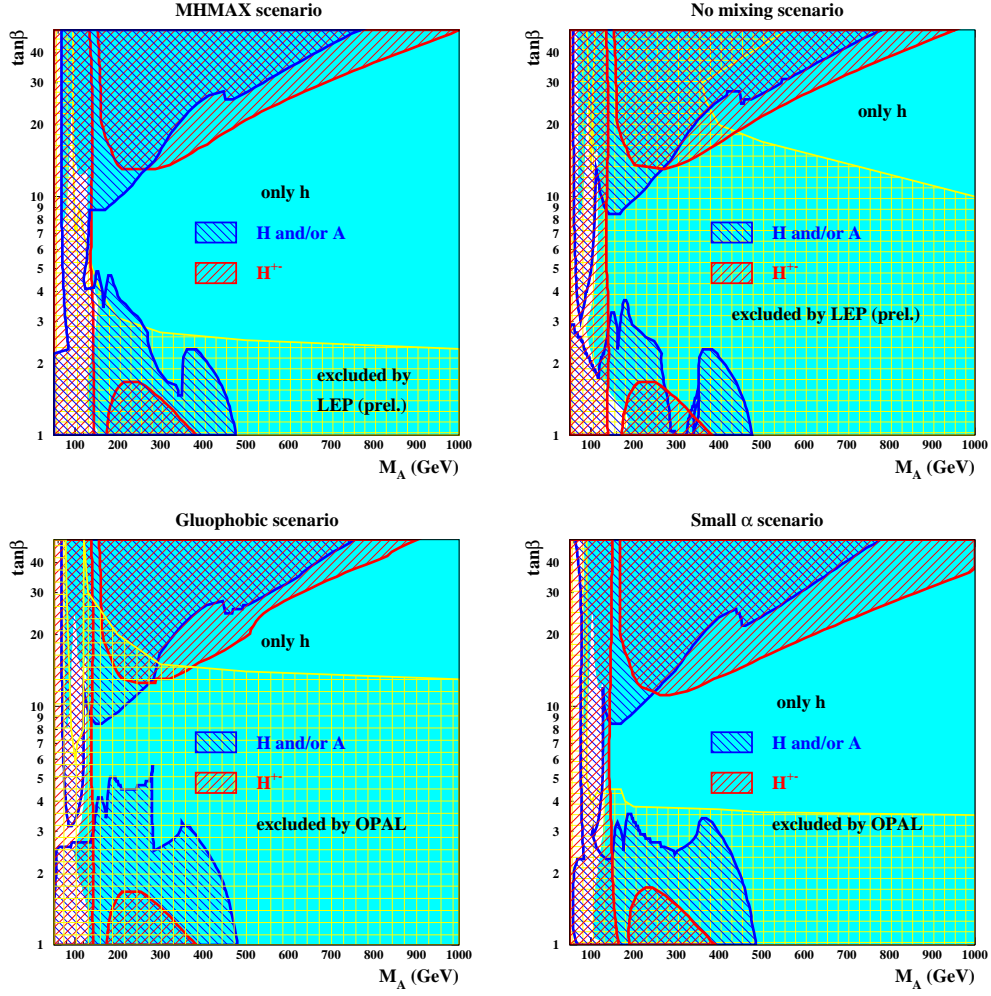 MHMAX scenario
tanβ
40
30
20
10
9
8
7
6
5
4
3
2
1
only h
H and/or A
H+-
excluded by
LEP (prel.)
100 200 300 400 500 600 700 800 900 1000
M_A (GeV)
No mixing scenario
tanβ
40
30
20
10
9
8
7
6
5
4
3
2
1
only h
H and/or A
H+-
excluded by LEP (prel.)
100 200 300 400 500 600 700 800 900 1000
M_A (GeV)
Gluophobic scenario
tanβ
40
30
20
10
9
8
7
6
5
4
3
2
1
only h
H and/or A
H+-
excluded by OPAL
100 200 300 400 500 600 700 800 900 1000
M_A (GeV)
Small α scenario
tanβ
40
30
20
10
9
8
7
6
5
4
3
2
1
only h
H and/or A
H+-
excluded by OPAL
100 200 300 400 500 600 700 800 900 1000
M_A (GeV)